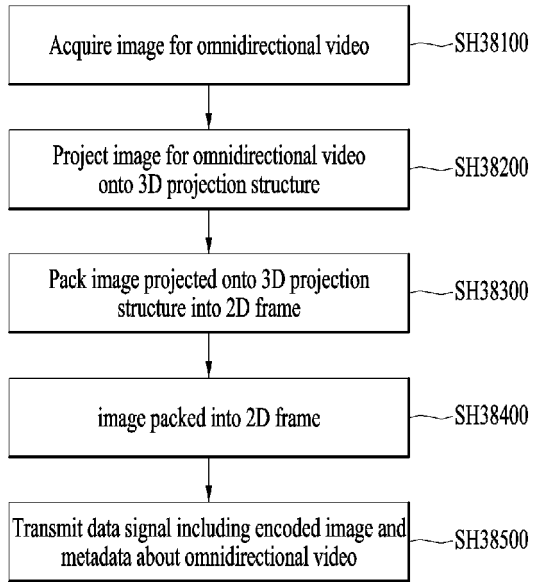 Acquire image for omnidirectional video
SH38100
Project image for omnidirectional video
onto 3D projection structure
SH38200
Pack image projected onto 3D projection
structure into 2D frame
SH38300
image packed into 2D frame
SH38400
Transmit data signal including encoded image and
metadata about omnidirectional video
SH38500